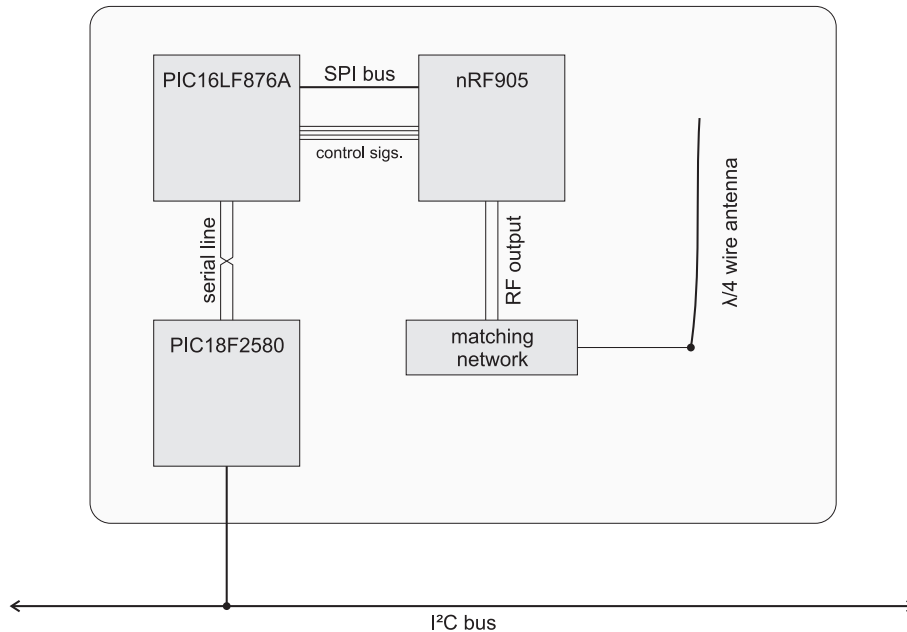 PIC16LF876A
SPI bus
nRF905
control sigs.
serial line
RF output
λ/4 wire antenna
PIC18F2580
matching
network
I²C bus